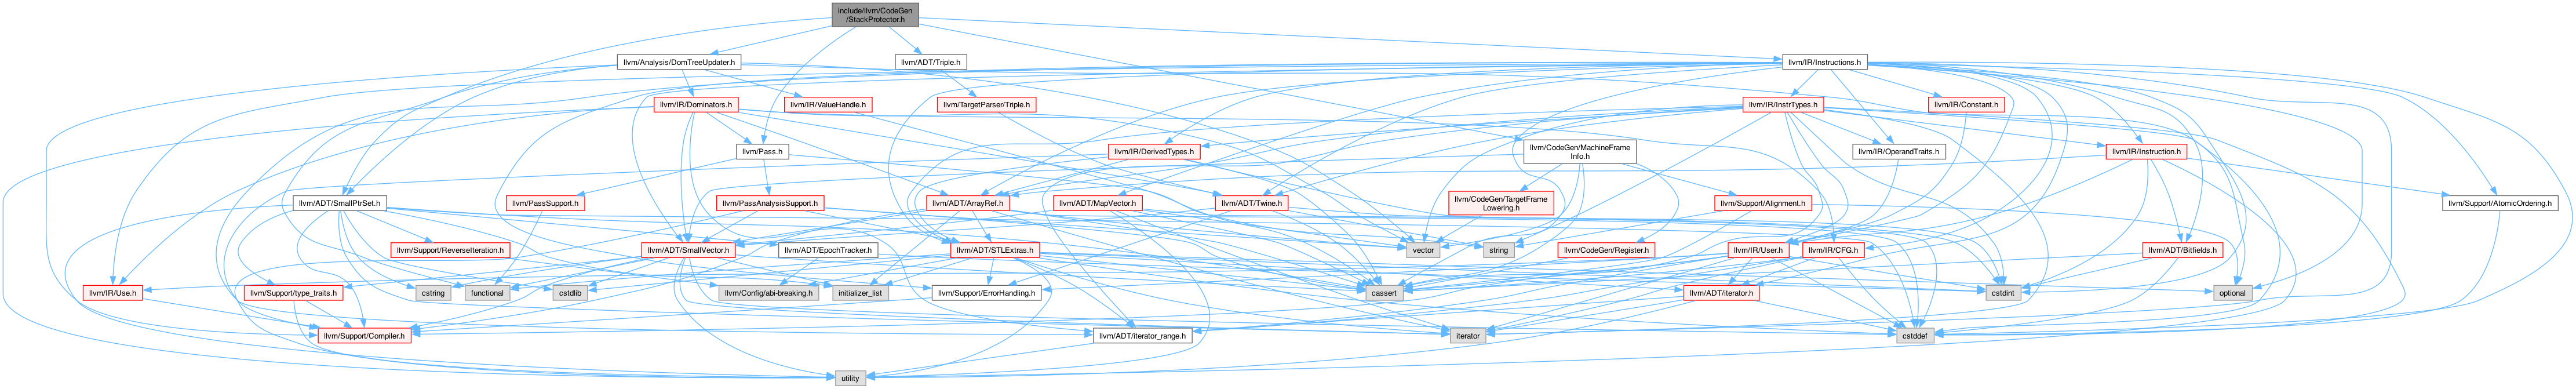 include/llvm/CodeGen
/StackProtector.h
llvm/Analysis/DomTreeUpdater.h
llvm/ADT/Triple.h
llvm/IR/Instructions.h
llvm/IR/Dominators.h
llvm/IR/ValueHandle.h
llvm/TargetParser/Triple.h
llvm/IR/InstrTypes.h
llvm/IR/Constant.h
llvm/Pass.h
llvm/IR/DerivedTypes.h
llvm/CodeGen/MachineFrame
Info.h
llvm/IR/OperandTraits.h
llvm/IR/Instruction.h
llvm/ADT/SmallPtrSet.h
llvm/PassSupport.h
llvm/PassAnalysisSupport.h
llvm/ADT/ArrayRef.h
llvm/ADT/MapVector.h
llvm/ADT/Twine.h
llvm/CodeGen/TargetFrame
Lowering.h
llvm/Support/Alignment.h
llvm/Support/AtomicOrdering.h
llvm/Support/ReverseIteration.h
llvm/ADT/SmallVector.h
llvm/ADT/EpochTracker.h
llvm/ADT/STLExtras.h
vector
string
llvm/CodeGen/Register.h
llvm/IR/User.h
llvm/IR/CFG.h
llvm/ADT/Bitfields.h
llvm/IR/Use.h
llvm/Support/type_traits.h
cstring
functional
cstdlib
llvm/Config/abi-breaking.h
initializer_list
llvm/Support/ErrorHandling.h
cassert
llvm/ADT/iterator.h
cstdint
optional
llvm/Support/Compiler.h
llvm/ADT/iterator_range.h
iterator
cstddef
utility